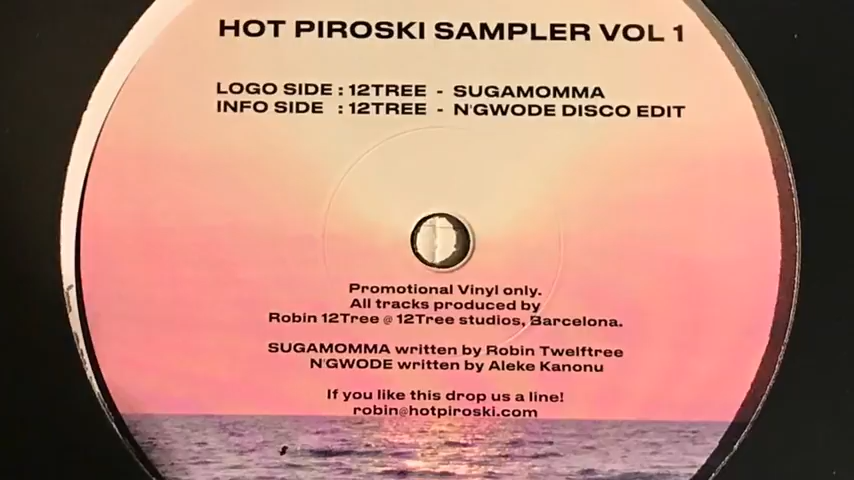 HOT PIROSKI SAMPLER VOL 1
LOGO SIDE : 12TREE - SUGAMOMMA
INFO SIDE : 12TREE - N'GWODE DISCO EDIT
Promotional Vinyl only.
All tracks produced by
Robin 12Tree @ 12Tree studios, Barcelona.
SUGAMOMMA written by Robin Twelftree
N'GWODE written by Aleke Kanonu
If you like this drop us a line!
robin@hotpiroski.com